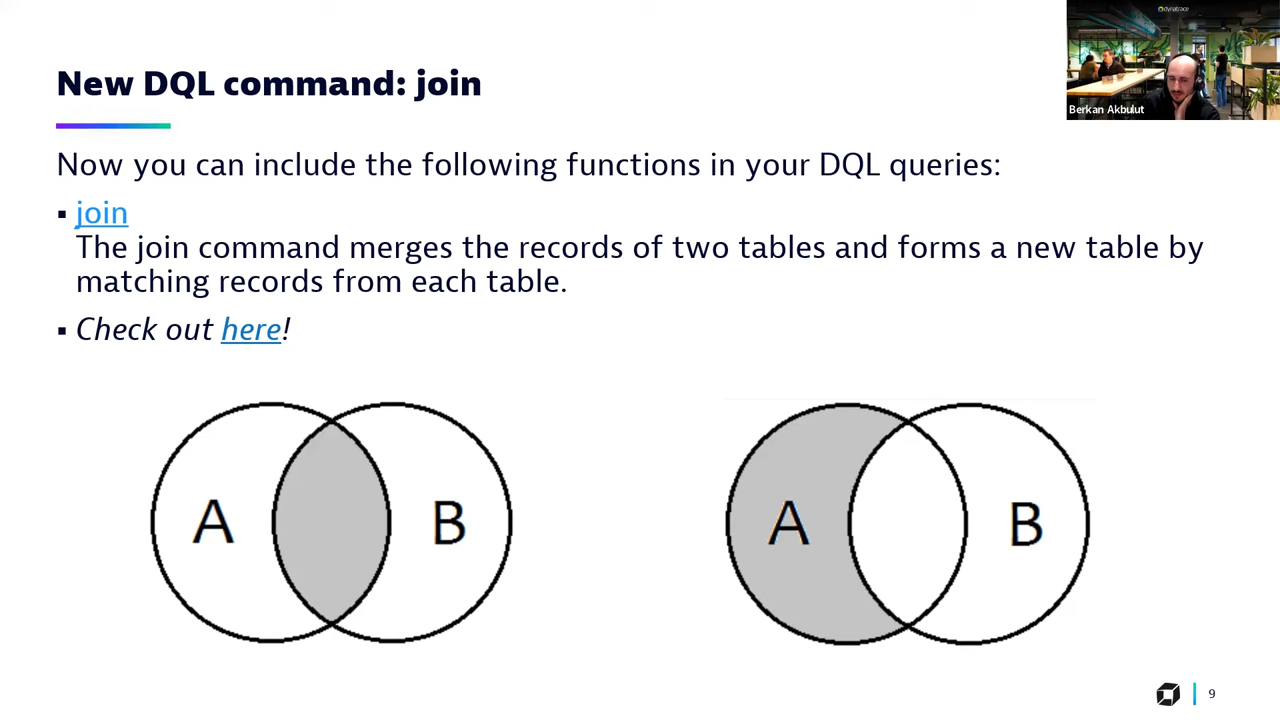 dynatrace
Berkan Akbulut
New DQL command: join
Now you can include the following functions in your DQL queries:
▪ join
The join command merges the records of two tables and forms a new table by
matching records from each table.
▪ Check out here!
A B
A B
9